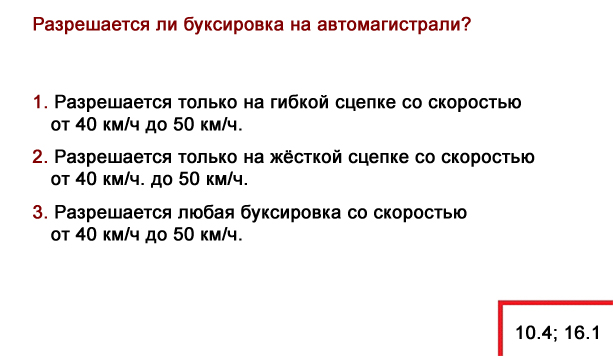 Разрешается ли буксировка на автомагистрали?
1. Разрешается только на гибкой сцепке со скоростью
от 40 км/ч до 50 км/ч.
2. Разрешается только на жёсткой сцепке со скоростью
от 40 км/ч. до 50 км/ч.
3. Разрешается любая буксировка со скоростью
от 40 км/ч до 50 км/ч.
10.4; 16.1